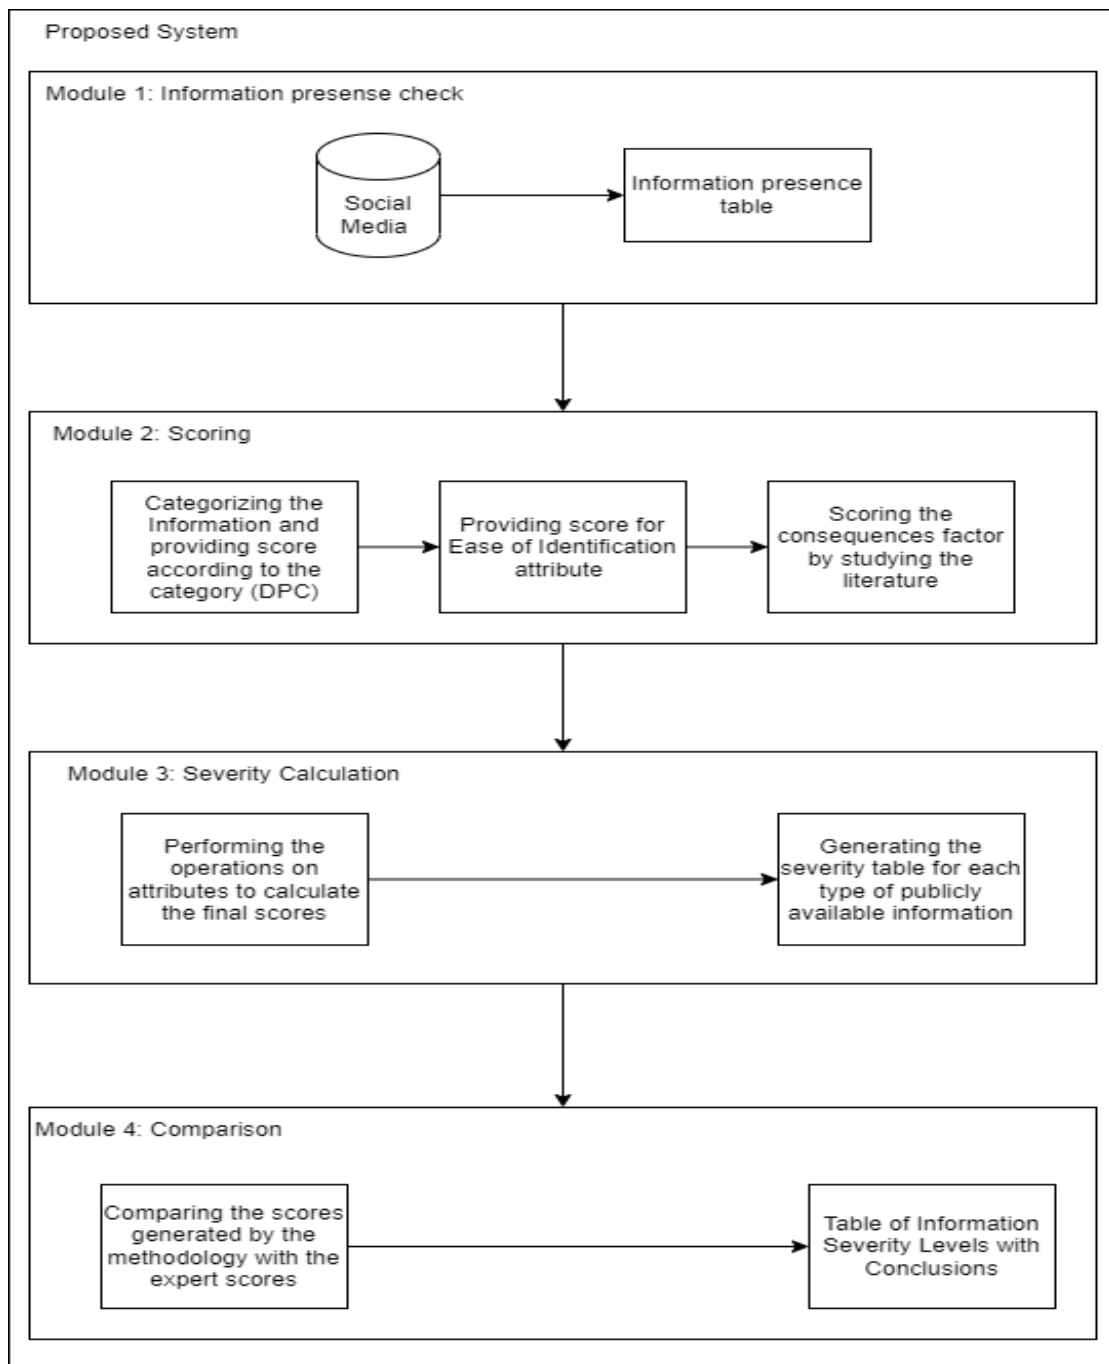 Proposed System
Module 1: Information presense check
Social
Media
Information presence
table
Module 2: Scoring
Categorizing the
Information and
providing score
according to the
category (DPC)
Providing score for
Ease of Identification
attribute
Scoring the
consequences factor
by studying the
literature
Module 3: Severity Calculation
Performing the
operations on
attributes to calculate
the final scores
Generating the
severity table for each
type of publicly
available information
Module 4: Comparison
Comparing the scores
generated by the
methodology with the
expert scores
Table of Information
Severity Levels with
Conclusions